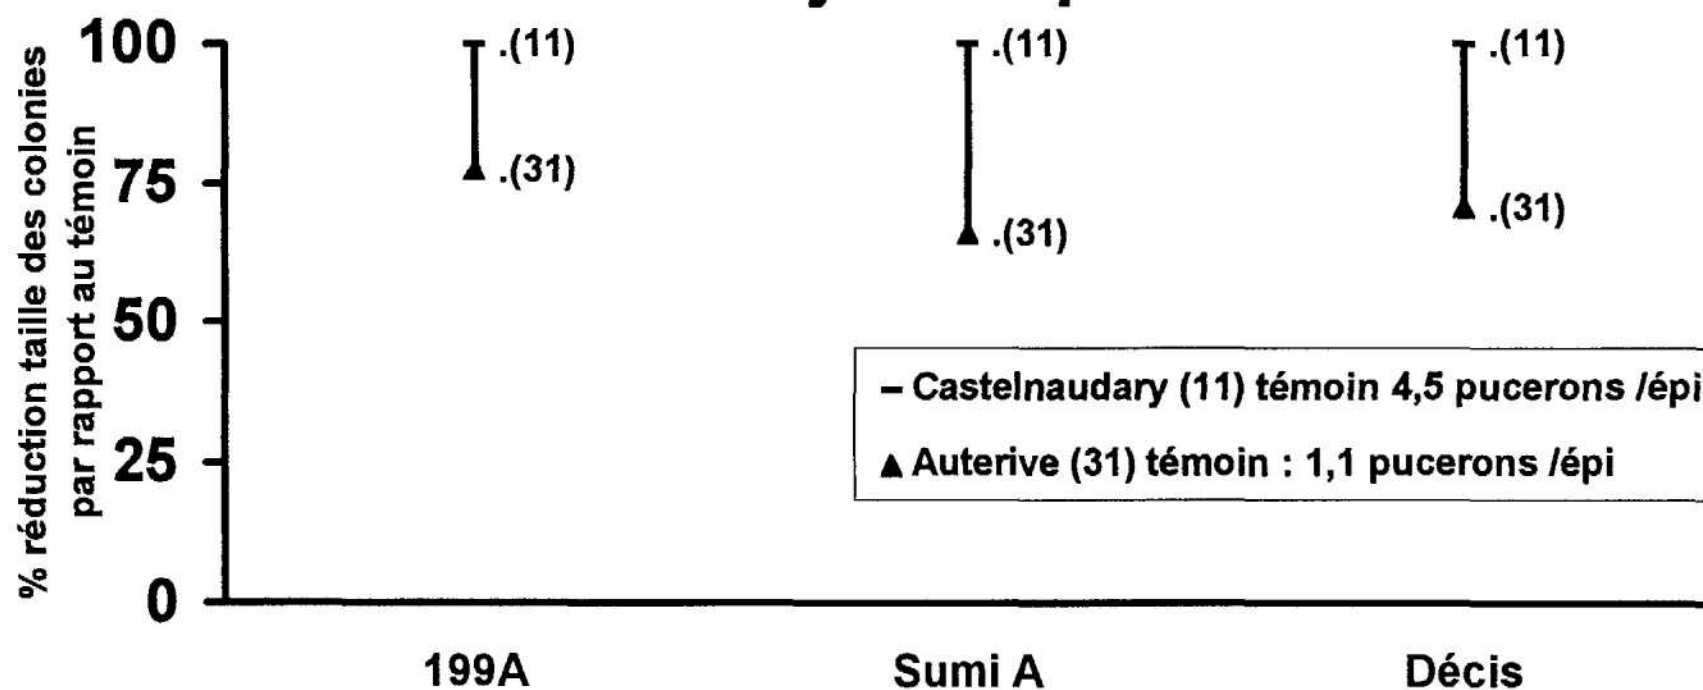 % réduction taille des colonies
par rapport au témoin
100
75
50
25
0
.(11)
.(31)
.(11)
.(31)
.(11)
.(31)
– Castelnaudary (11) témoin 4,5 pucerons /épi
▲ Auterive (31) témoin : 1,1 pucerons /épi
199A
Sumi A
Décis